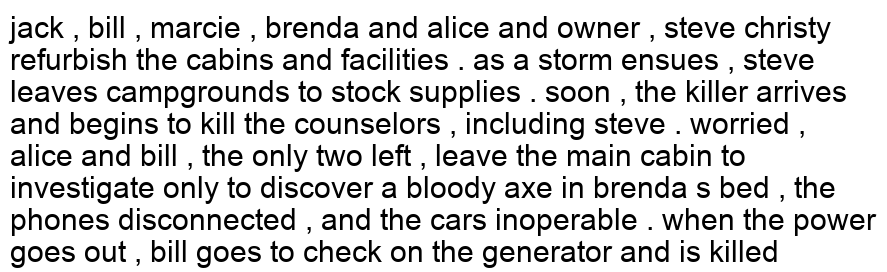 jack , bill , marcie , brenda and alice and owner , steve christy
refurbish the cabins and facilities . as a storm ensues , steve
leaves campgrounds to stock supplies . soon , the killer arrives
and begins to kill the counselors , including steve . worried ,
alice and bill , the only two left , leave the main cabin to
investigate only to discover a bloody axe in brenda s bed , the
phones disconnected , and the cars inoperable . when the power
goes out , bill goes to check on the generator and is killed